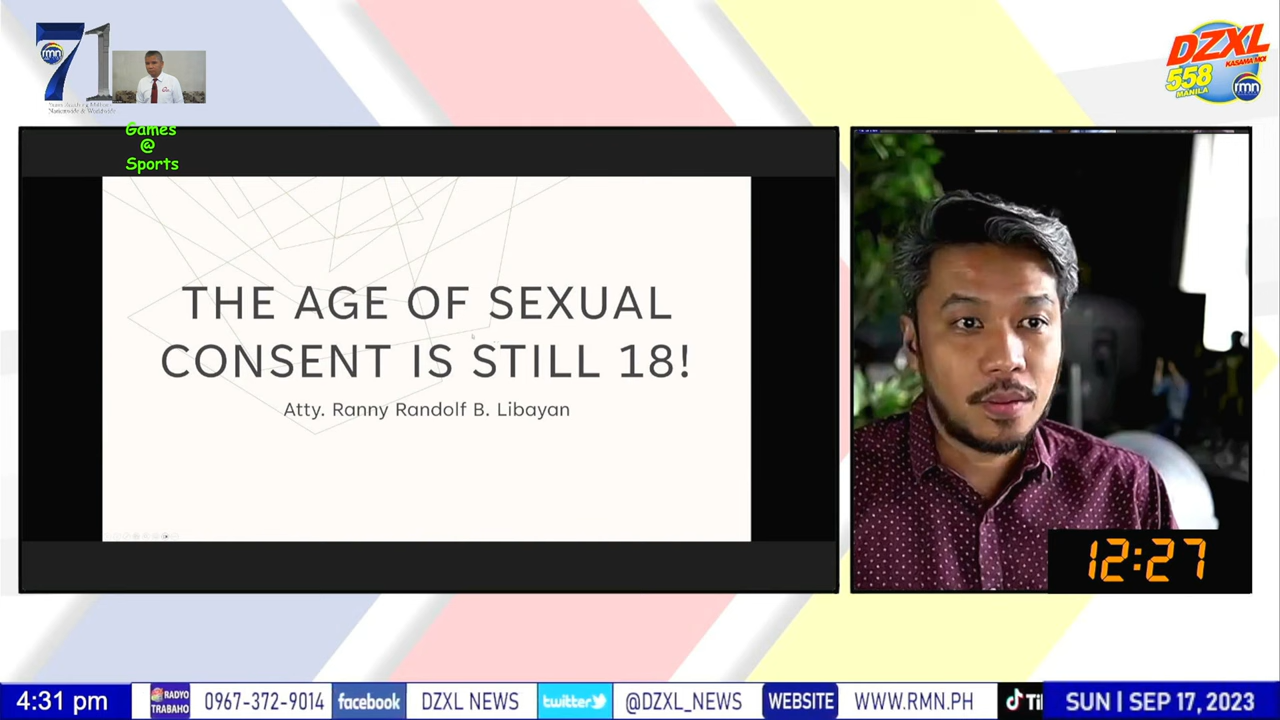 71
rmn
Nationwide & Worldwide
Games
@
Sports
DZXL
KASAMA MO!
558
MANILA
rmn
THE AGE OF SEXUAL
CONSENT IS STILL 18!
Atty. Ranny Randolf B. Libayan
12:27
4:31 pm
RADYO
TRABAHO
0967-372-9014
facebook
DZXL NEWS
twitter
@DZXL_NEWS
WEBSITE
WWW.RMN.PH
SUN | SEP 17, 2023